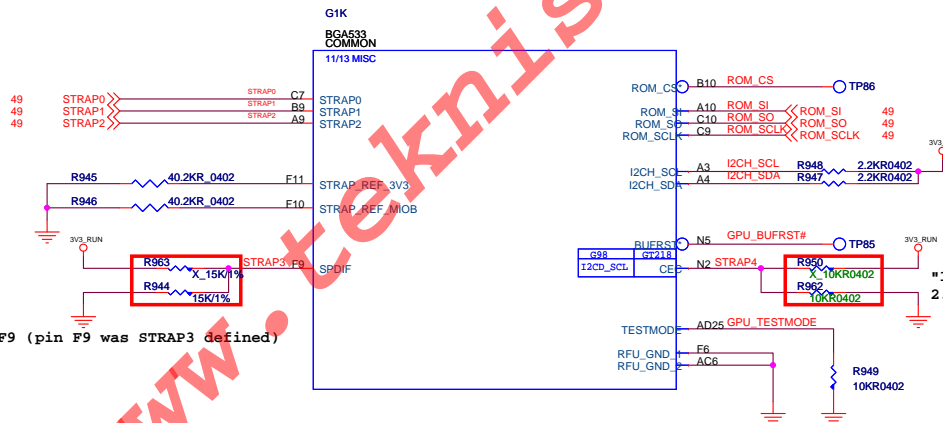 G1K
BGA533
COMMON
11/13 MISC
49 STRAP0 STRAP0 C7 STRAP0
49 STRAP1 STRAP1 B9 STRAP1
49 STRAP2 STRAP2 A9 STRAP2
ROM_CS* B10 ROM_CS TP86
ROM_SI A10 ROM_SI ROM_SI 49
ROM_SO C10 ROM_SO ROM_SO 49
ROM_SCLK C9 ROM_SCLK ROM_SCLK 49
R945 40.2KR_0402 F11 STRAP_REF_3V3
R946 40.2KR_0402 F10 STRAP_REF_MIOB
I2CH_SCL A3 I2CH_SCL R948 2.2KR0402
I2CH_SDA A4 I2CH_SDA R947 2.2KR0402
3V3
3V3_RUN
R963 X_15K/1% STRAP3 F9 SPDIF
R944 15K/1%
BUFRST* N5 GPU_BUFRST# TP85
G98 GT218
I2CD_SCL
CEC N2 STRAP4
3V3_RUN
R950 X_10KR0402
R962 10KR0402
"1
2.
F9 (pin F9 was STRAP3 defined)
TESTMODE AD25 GPU_TESTMODE
RFU_GND_1 F6
RFU_GND_2 AC6
R949
10KR0402
www.teknis